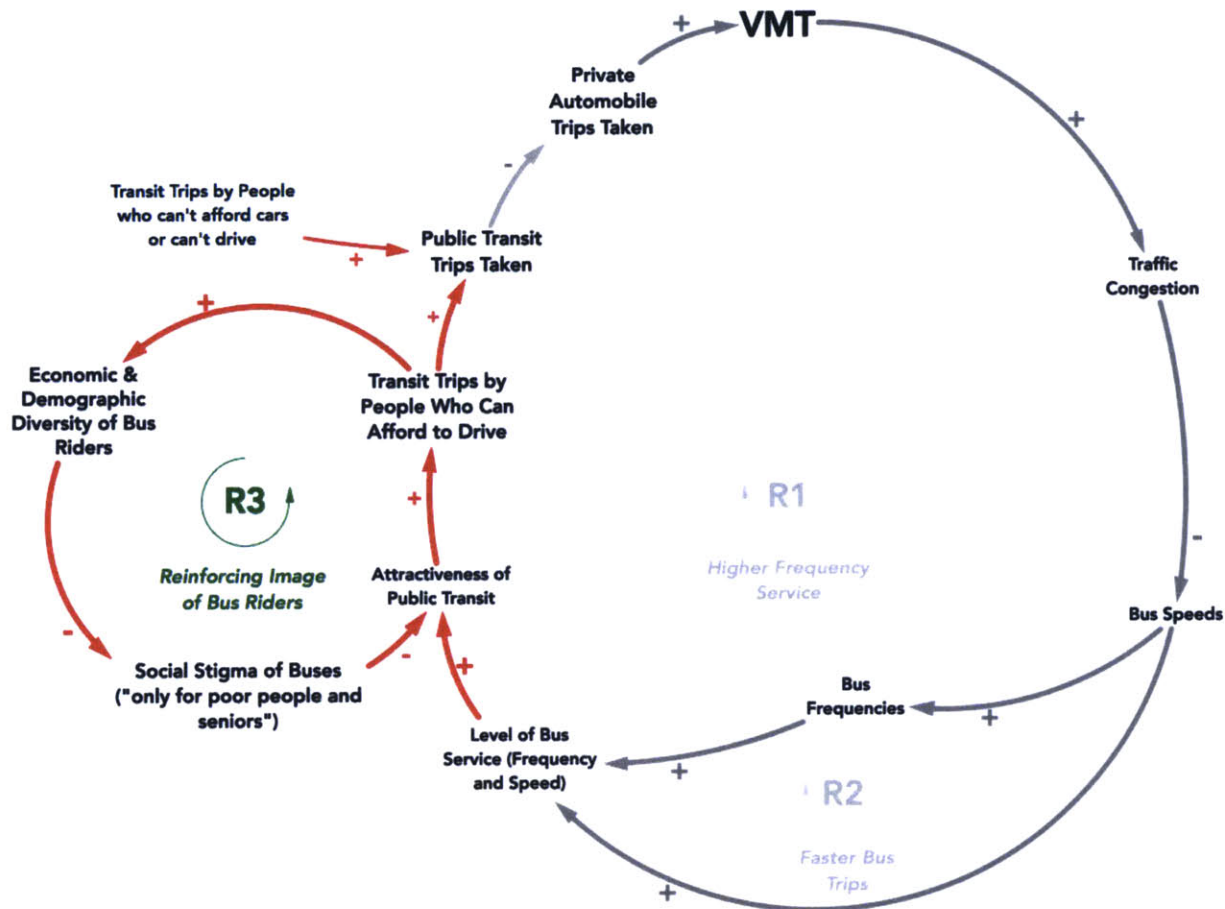 VMT
+
Private
Automobile
Trips Taken
+
-
Transit Trips by People
who can't afford cars
or can't drive
+
Public Transit
Trips Taken
Traffic
Congestion
+
+
Economic &
Demographic
Diversity of Bus
Riders
Transit Trips by
People Who Can
Afford to Drive
R3
Reinforcing Image
of Bus Riders
+
R1
Higher Frequency
Service
-
Attractiveness of
Public Transit
Bus Speeds
-
-
+
Social Stigma of Buses
("only for poor people and
seniors")
Bus
Frequencies
+
Level of Bus
Service (Frequency
and Speed)
+
R2
Faster Bus
Trips
+